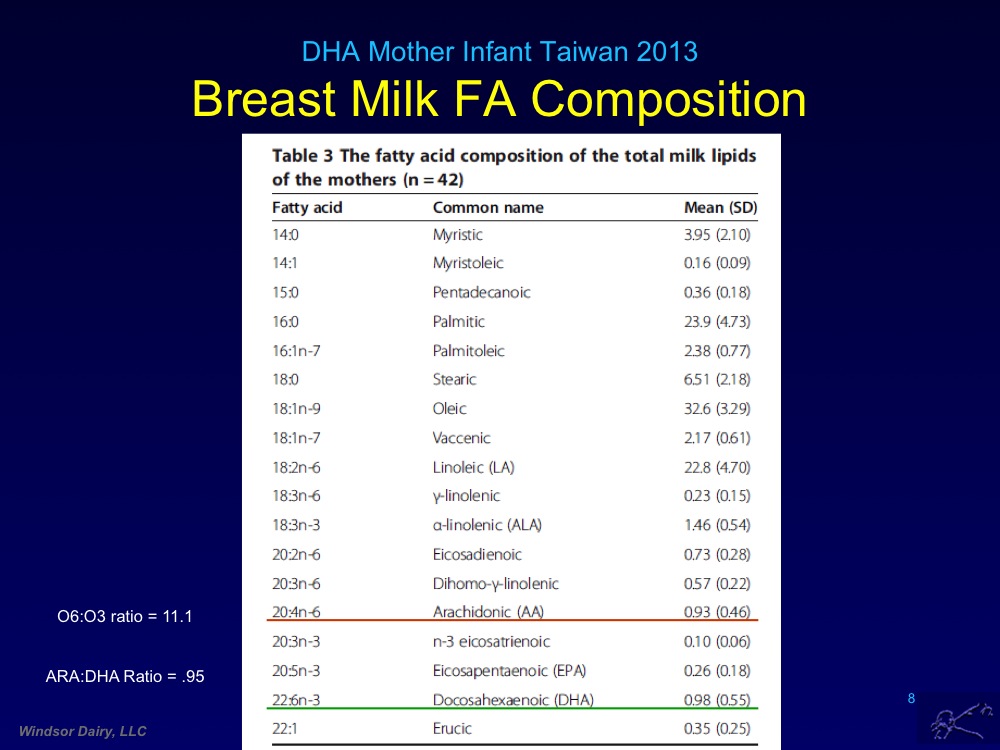 DHA Mother Infant Taiwan 2013
Breast Milk FA Composition
Table 3 The fatty acid composition of the total milk lipids
of the mothers (n = 42)
Fatty acid Common name Mean (SD)
14:0 Myristic 3.95 (2.10)
14:1 Myristoleic 0.16 (0.09)
15:0 Pentadecanoic 0.36 (0.18)
16:0 Palmitic 23.9 (4.73)
16:1n-7 Palmitoleic 2.38 (0.77)
18:0 Stearic 6.51 (2.18)
18:1n-9 Oleic 32.6 (3.29)
18:1n-7 Vaccenic 2.17 (0.61)
18:2n-6 Linoleic (LA) 22.8 (4.70)
18:3n-6 γ-linolenic 0.23 (0.15)
18:3n-3 α-linolenic (ALA) 1.46 (0.54)
20:2n-6 Eicosadienoic 0.73 (0.28)
20:3n-6 Dihomo-γ-linolenic 0.57 (0.22)
20:4n-6 Arachidonic (AA) 0.93 (0.46)
20:3n-3 n-3 eicosatrienoic 0.10 (0.06)
20:5n-3 Eicosapentaenoic (EPA) 0.26 (0.18)
22:6n-3 Docosahexaenoic (DHA) 0.98 (0.55)
22:1 Erucic 0.35 (0.25)
O6:O3 ratio = 11.1
ARA:DHA Ratio = .95
8
Windsor Dairy, LLC